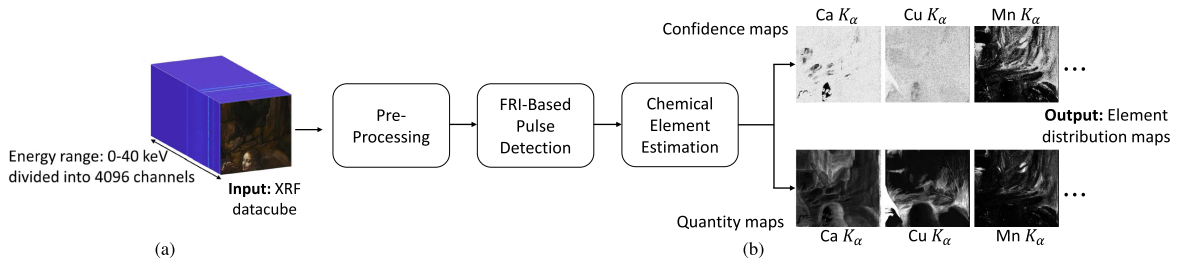 Energy range: 0-40 keV
divided into 4096 channels
Input: XRF
datacube
(a)
Pre-
Processing
FRI-Based
Pulse
Detection
Chemical
Element
Estimation
Confidence maps
Ca Kα
Cu Kα
Mn Kα
...
Output: Element
distribution maps
Quantity maps
...
Ca Kα
Cu Kα
Mn Kα
(b)